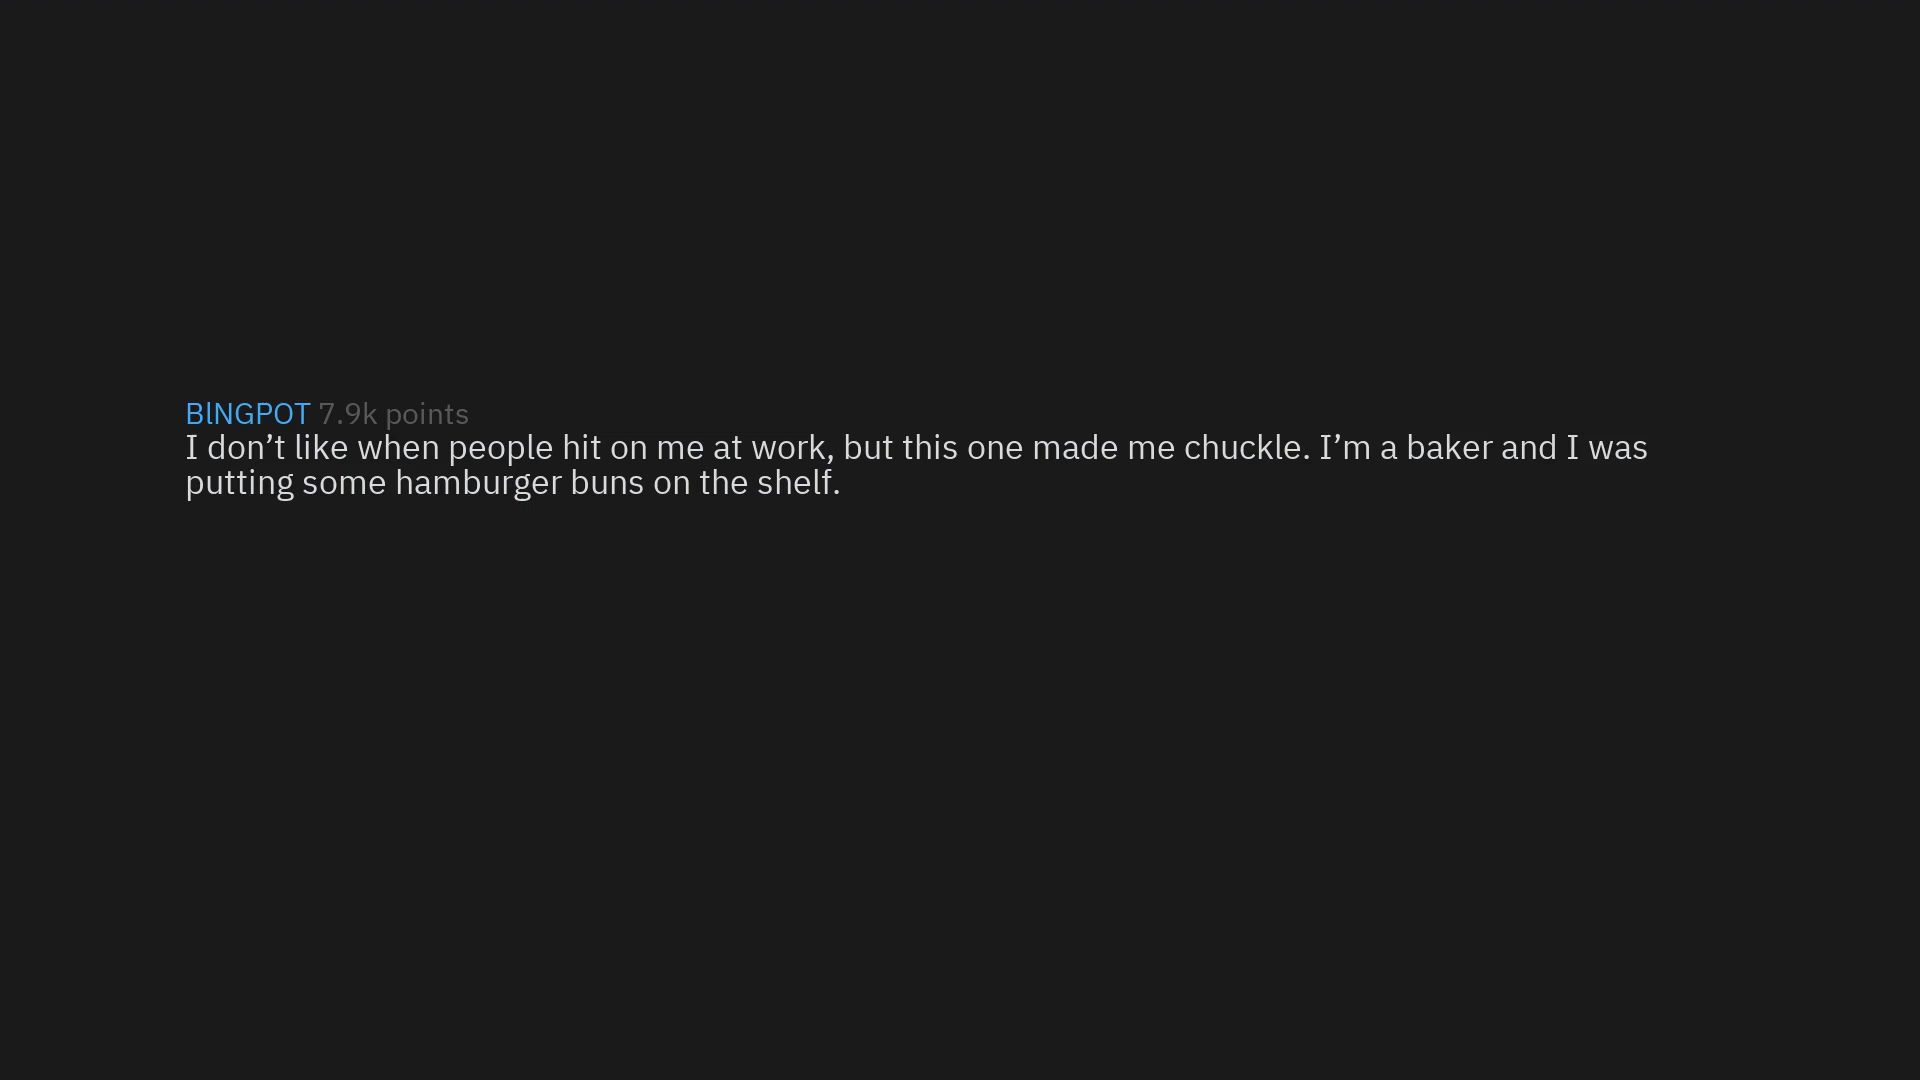 BlNGPOT 7.9k points
I don’t like when people hit on me at work, but this one made me chuckle. I’m a baker and I was
putting some hamburger buns on the shelf.